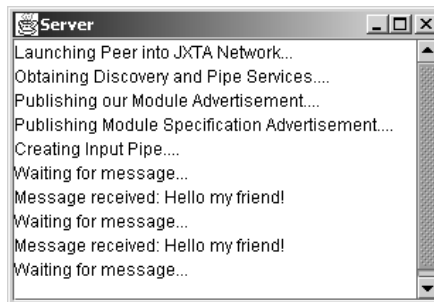 Server
Launching Peer into JXTA Network...
Obtaining Discovery and Pipe Services....
Publishing our Module Advertisement....
Publishing Module Specification Advertisement....
Creating Input Pipe....
Waiting for message...
Message received: Hello my friend!
Waiting for message...
Message received: Hello my friend!
Waiting for message...